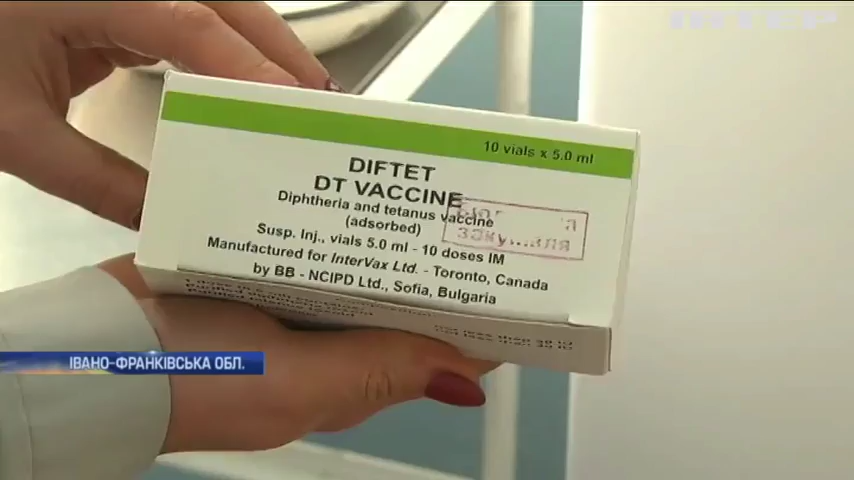 ІНТЕР
10 vials x 5.0 ml
DIFTET
DT VACCINE
Diphtheria and tetanus vaccine
(adsorbed)
Susp. Inj., vials 5.0 ml - 10 doses IM
Manufactured for InterVax Ltd. - Toronto, Canada
by BB - NCIPD Ltd., Sofia, Bulgaria
ІВАНО-ФРАНКІВСЬКА ОБЛ.